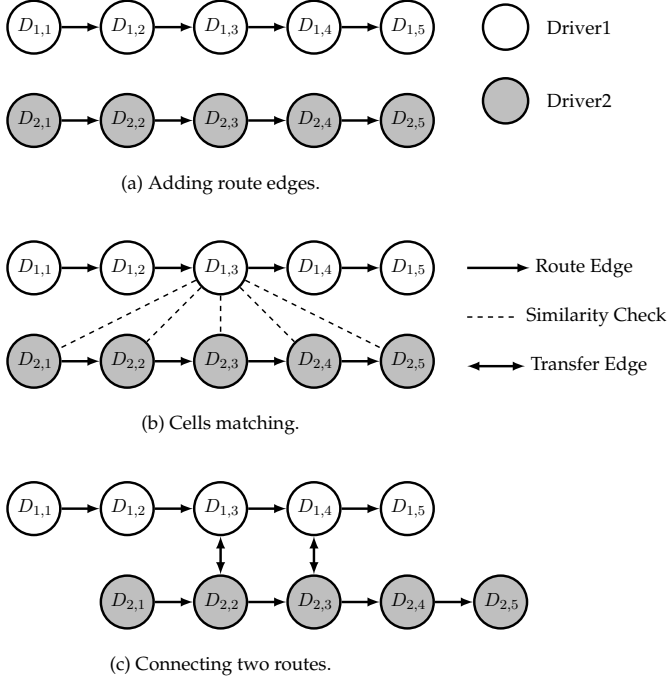 D1,1 D1,2 D1,3 D1,4 D1,5 Driver1
D2,1 D2,2 D2,3 D2,4 D2,5 Driver2
(a) Adding route edges.
D1,1 D1,2 D1,3 D1,4 D1,5 Route Edge
Similarity Check
D2,1 D2,2 D2,3 D2,4 D2,5 Transfer Edge
(b) Cells matching.
D1,1 D1,2 D1,3 D1,4 D1,5
D2,1 D2,2 D2,3 D2,4 D2,5
(c) Connecting two routes.